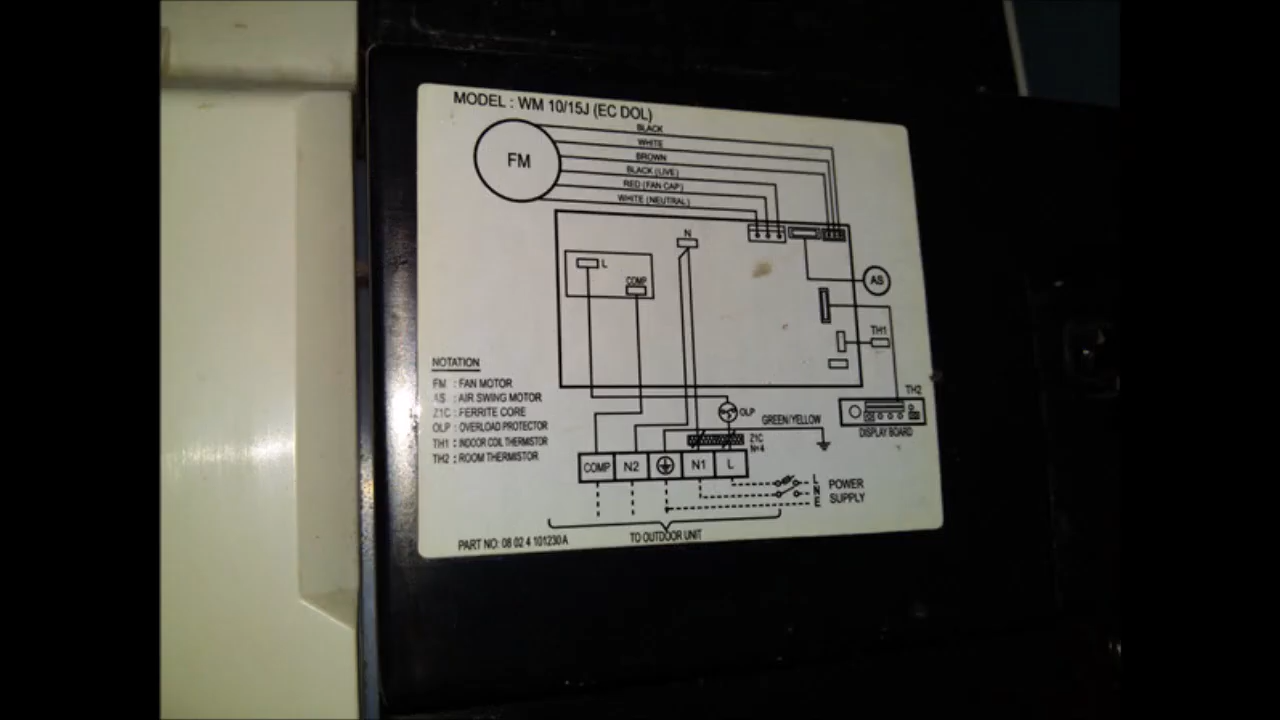 MODEL : WM 10/15J (EC DOL)
BLACK
WHITE
BROWN
BLACK (LIVE)
RED (FAN CAP)
WHITE (NEUTRAL)
FM
N
L
COMP
AS
TH1
TH2
DISPLAY BOARD
NOTATION
FM : FAN MOTOR
AS : AIR SWING MOTOR
Z1C : FERRITE CORE
OLP : OVERLOAD PROTECTOR
TH1 : INDOOR COIL THERMISTOR
TH2 : ROOM THERMISTOR
OLP
GREEN/YELLOW
Z1C
N=4
COMP N2 N1 L
L
N
E
POWER
SUPPLY
TO OUTDOOR UNIT
PART NO: 08 02 4 101230A